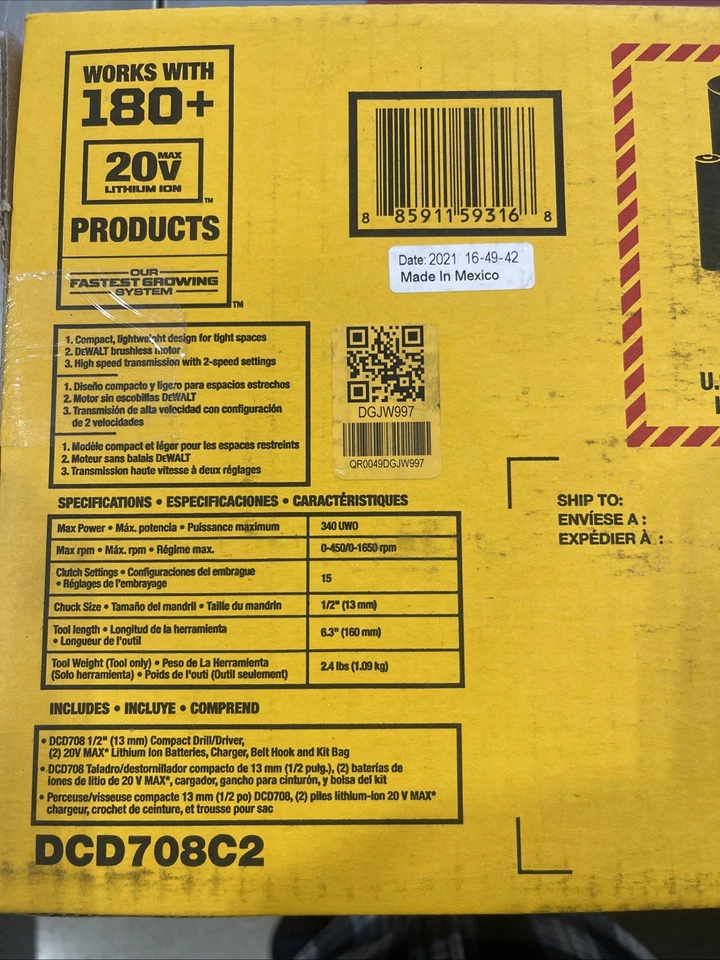 WORKS WITH
180+
20V MAX
LITHIUM ION
TM
PRODUCTS
OUR
FASTEST GROWING
SYSTEM
TM
8 85911 59316 8
Date: 2021 16-49-42
Made In Mexico
1. Compact, lightweight design for tight spaces
2. DEWALT brushless motor
3. High speed transmission with 2-speed settings
1. Diseño compacto y ligero para espacios estrechos
2. Motor sin escobillas DEWALT
3. Transmisión de alta velocidad con configuración
de 2 velocidades
1. Modèle compact et léger pour les espaces restreints
2. Moteur sans balais DEWALT
3. Transmission haute vitesse à deux réglages
DGJW997
QR0049DGJW997
U.S
SHIP TO:
ENVÍESE A :
EXPÉDIER À :
SPECIFICATIONS • ESPECIFICACIONES • CARACTÉRISTIQUES
Max Power • Máx. potencia • Puissance maximum 340 UWO
Max rpm • Máx. rpm • Régime max. 0-450/0-1650 rpm
Clutch Settings • Configuraciones del embrague
• Réglages de l'embrayage 15
Chuck Size • Tamaño del mandril • Taille du mandrin 1/2" (13 mm)
Tool length • Longitud de la herramienta
• Longueur de l'outil 6.3" (160 mm)
Tool Weight (Tool only) • Peso de La Herramienta
(Solo herramienta) • Poids de l'outi (Outil seulement) 2.4 lbs (1.09 kg)
INCLUDES • INCLUYE • COMPREND
• DCD708 1/2" (13 mm) Compact Drill/Driver,
(2) 20V MAX* Lithium Ion Batteries, Charger, Belt Hook and Kit Bag
• DCD708 Taladro/destornillador compacto de 13 mm (1/2 pulg.), (2) baterías de
iones de litio de 20 V MAX*, cargador, gancho para cinturón, y bolsa del kit
• Perceuse/visseuse compacte 13 mm (1/2 po) DCD708, (2) piles lithium-ion 20 V MAX*
chargeur, crochet de ceinture, et trousse pour sac
DCD708C2